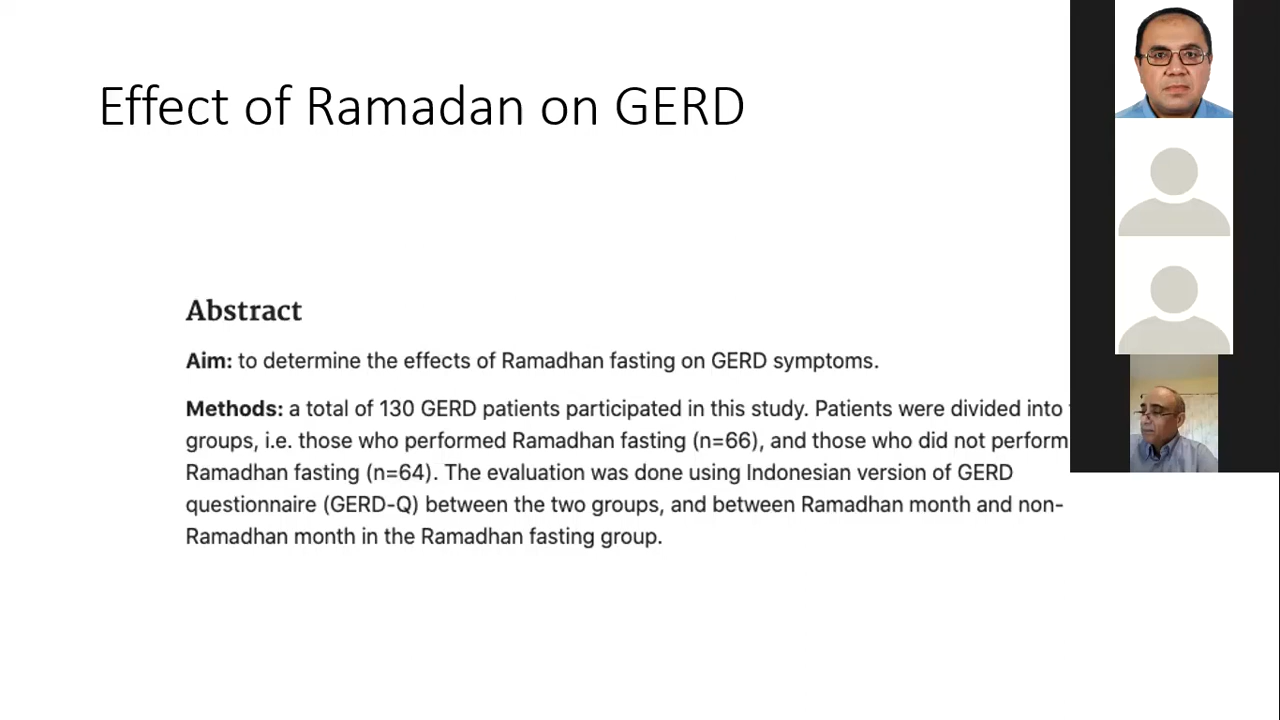 Effect of Ramadan on GERD
Abstract
Aim: to determine the effects of Ramadhan fasting on GERD symptoms.
Methods: a total of 130 GERD patients participated in this study. Patients were divided into
groups, i.e. those who performed Ramadhan fasting (n=66), and those who did not perform
Ramadhan fasting (n=64). The evaluation was done using Indonesian version of GERD
questionnaire (GERD-Q) between the two groups, and between Ramadhan month and non-
Ramadhan month in the Ramadhan fasting group.